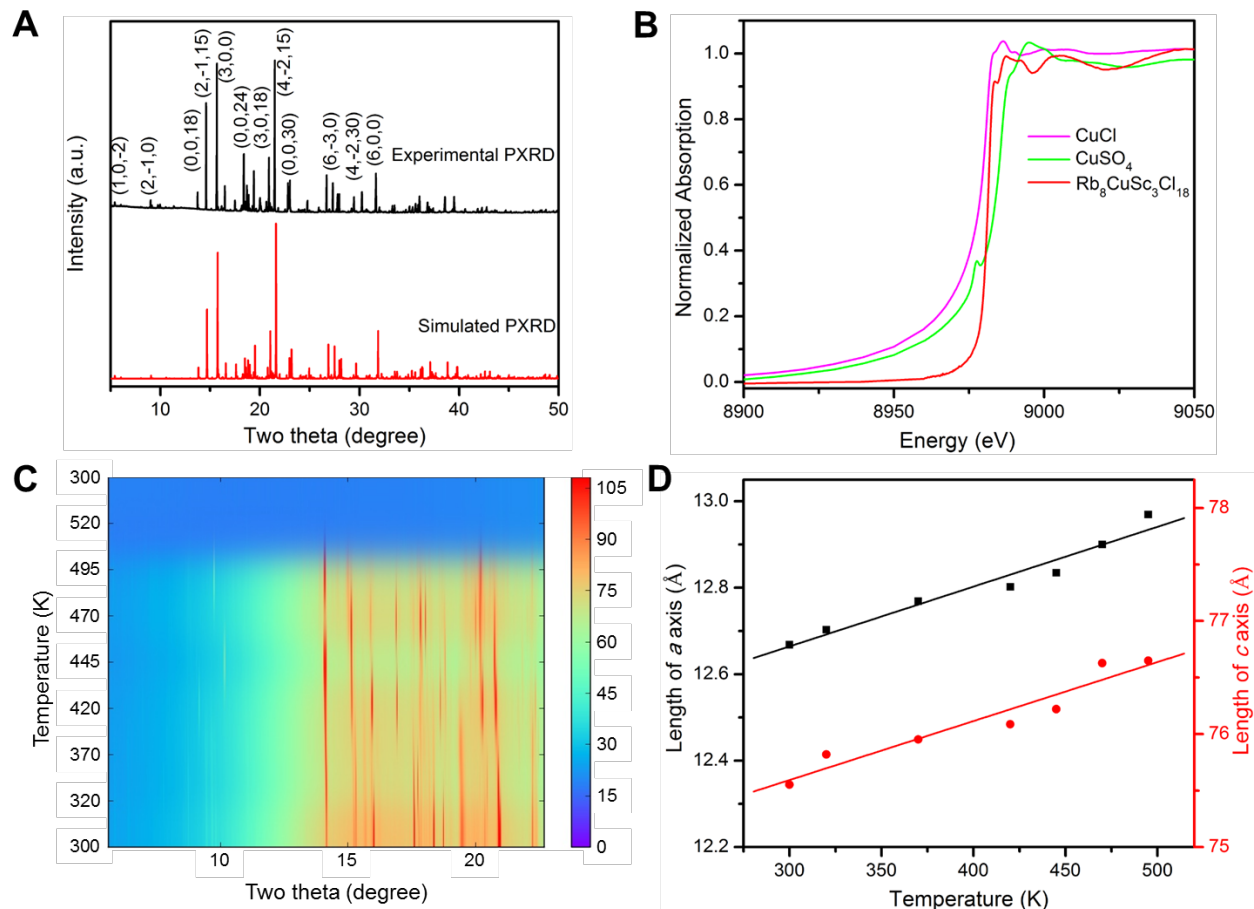 A
Intensity (a.u.)
(1,0,-2)
(2,-1,0)
(0,0,18)
(2,-1,15)
(3,0,0)
(0,0,24)
(3,0,18)
(4,-2,15)
(0,0,30)
(6,-3,0)
(4,-2,30)
(6,0,0)
Experimental PXRD
Simulated PXRD
10 20 30 40 50
Two theta (degree)
B
Normalized Absorption
1.0
0.8
0.6
0.4
0.2
0.0
CuCl
CuSO4
Rb8CuSc3Cl18
8900 8950 9000 9050
Energy (eV)
C
Temperature (K)
300
520
495
470
445
420
370
320
300
105
90
75
60
45
30
15
0
10 15 20
Two theta (degree)
D
Length of a axis (Å)
13.0
12.8
12.6
12.4
12.2
78
77
76
75
Length of c axis (Å)
300 350 400 450 500
Temperature (K)